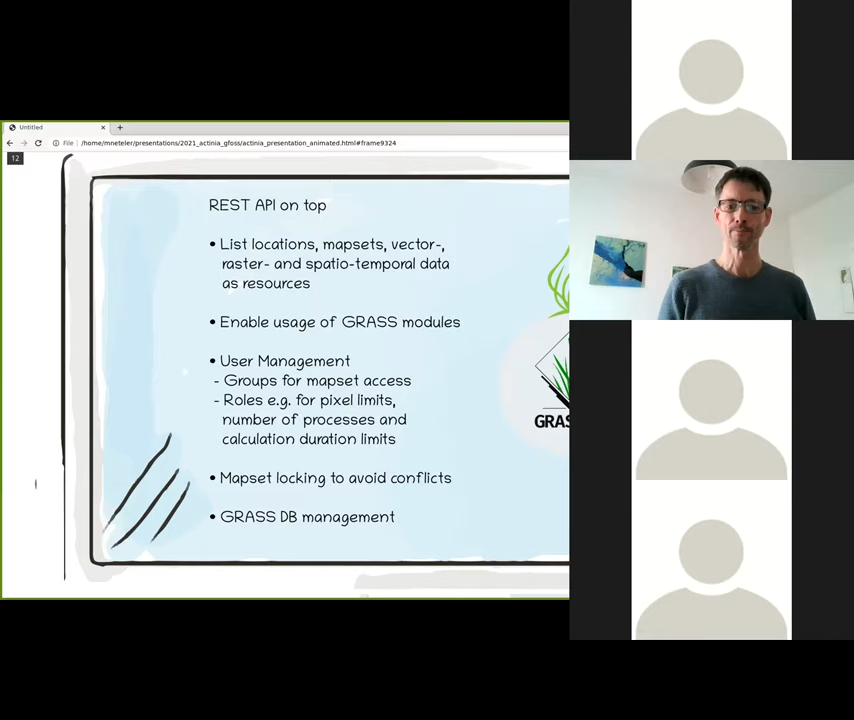 Untitled
File
/home/mneteler/presentations/2021_actinia_gfoss/actinia_presentation_animated.html#frame9324
12
REST API on top
• List locations, mapsets, vector-,
raster- and spatio-temporal data
as resources
• Enable usage of GRASS modules
• User Management
- Groups for mapset access
- Roles e.g. for pixel limits,
number of processes and
calculation duration limits
• Mapset locking to avoid conflicts
• GRASS DB management
GRAS